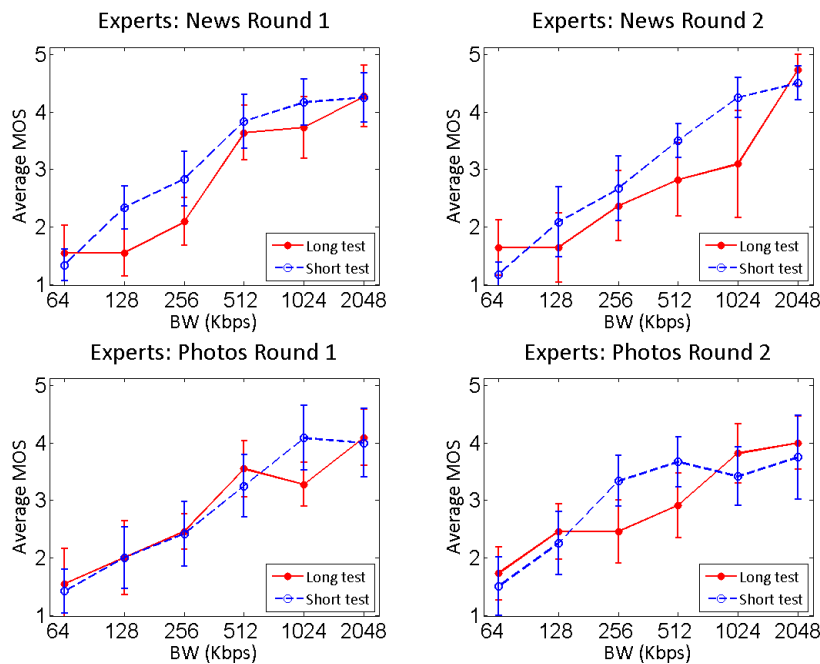 Experts: News Round 1
5
4
3
2
1
Average MOS
Long test
Short test
64 128 256 512 1024 2048
BW (Kbps)
Experts: News Round 2
5
4
3
2
1
Average MOS
Long test
Short test
64 128 256 512 1024 2048
BW (Kbps)
Experts: Photos Round 1
5
4
3
2
1
Average MOS
Long test
Short test
64 128 256 512 1024 2048
BW (Kbps)
Experts: Photos Round 2
5
4
3
2
1
Average MOS
Long test
Short test
64 128 256 512 1024 2048
BW (Kbps)